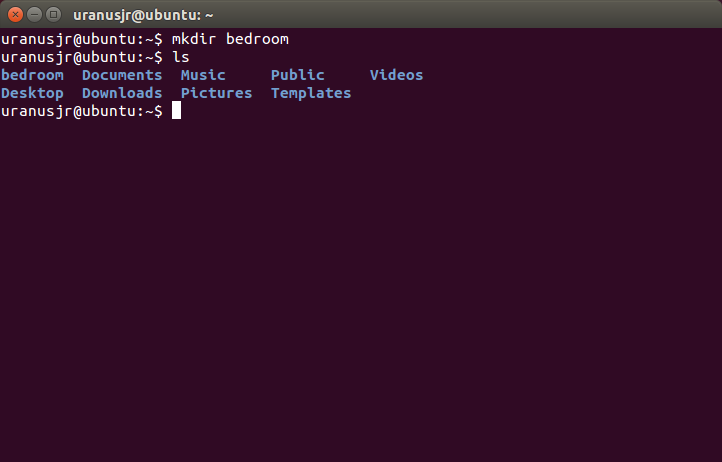 uranusjr@ubuntu: ~
uranusjr@ubuntu:~$ mkdir bedroom
uranusjr@ubuntu:~$ ls
bedroom  Documents  Music     Public     Videos
Desktop  Downloads  Pictures  Templates
uranusjr@ubuntu:~$